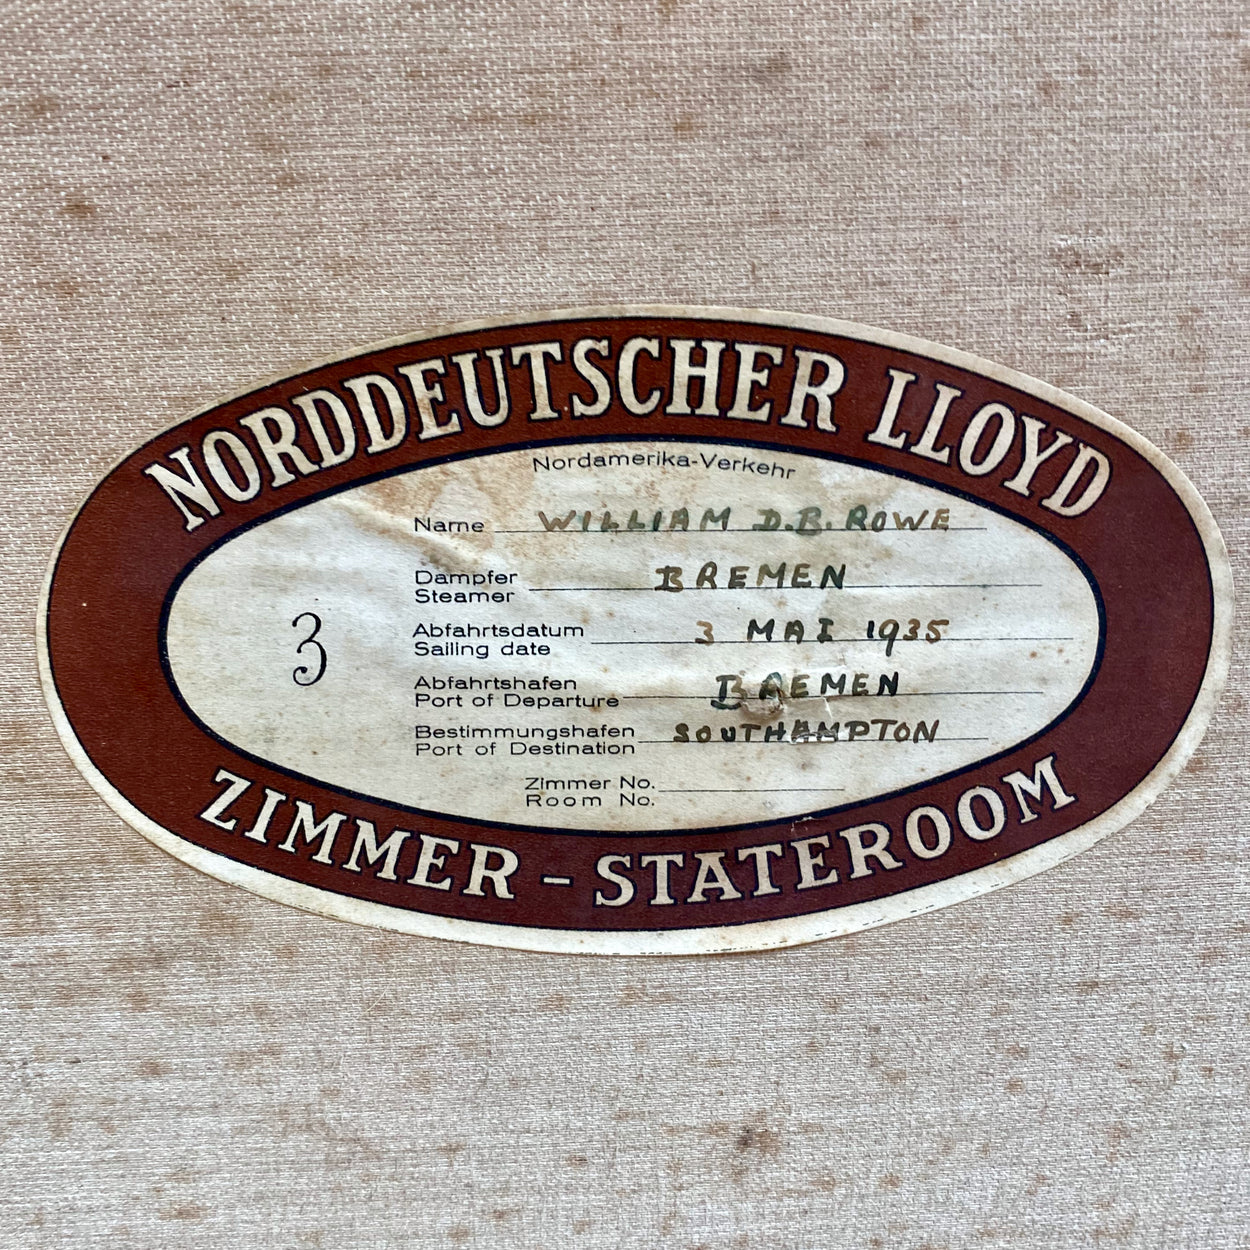 NORDDEUTSCHER LLOYD
Nordamerika-Verkehr
Name WILLIAM D.B. ROWE
Dampfer
Steamer BREMEN
Abfahrtsdatum
Sailing date 3 MAI 1935
3
Abfahrtshafen
Port of Departure BREMEN
Bestimmungshafen
Port of Destination SOUTHAMPTON
Zimmer No.
Room No.
ZIMMER - STATEROOM